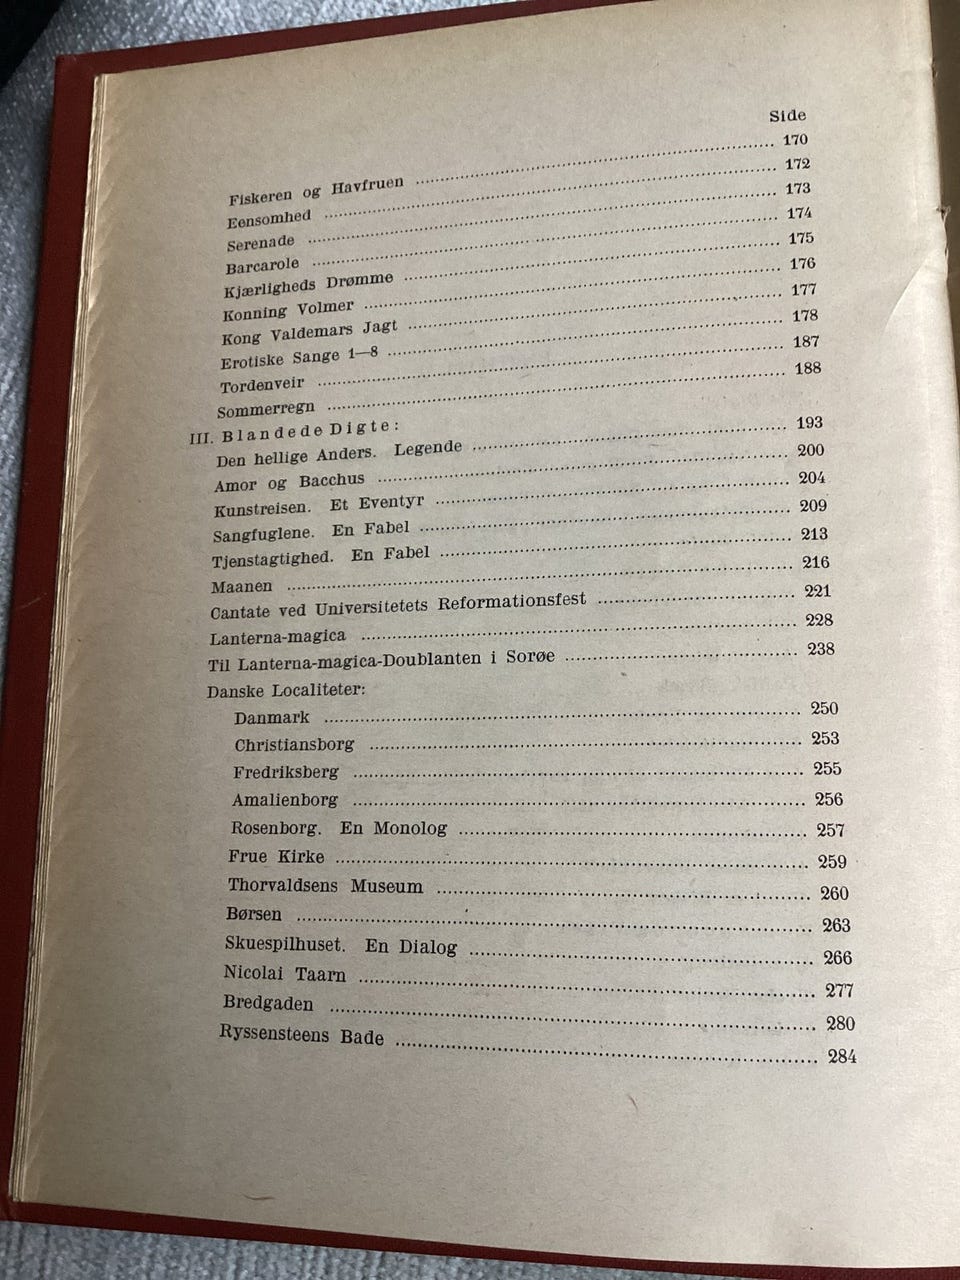 Side
Fiskeren og Havfruen ........ 170
Eensomhed ........ 172
Serenade ........ 173
Barcarole ........ 174
Kjærligheds Drømme ........ 175
Konning Volmer ........ 176
Kong Valdemars Jagt ........ 177
Erotiske Sange 1—8 ........ 178
Tordenveir ........ 187
Sommerregn ........ 188
III. Blandede Digte:
Den hellige Anders. Legende ........ 193
Amor og Bacchus ........ 200
Kunstreisen. Et Eventyr ........ 204
Sangfuglene. En Fabel ........ 209
Tjenstagtighed. En Fabel ........ 213
Maanen ........ 216
Cantate ved Universitetets Reformationsfest ........ 221
Lanterna-magica ........ 228
Til Lanterna-magica-Doublanten i Sorøe ........ 238
Danske Localiteter:
Danmark ........ 250
Christiansborg ........ 253
Fredriksberg ........ 255
Amalienborg ........ 256
Rosenborg. En Monolog ........ 257
Frue Kirke ........ 259
Thorvaldsens Museum ........ 260
Børsen ........ 263
Skuespilhuset. En Dialog ........ 266
Nicolai Taarn ........ 277
Bredgaden ........ 280
Ryssensteens Bade ........ 284